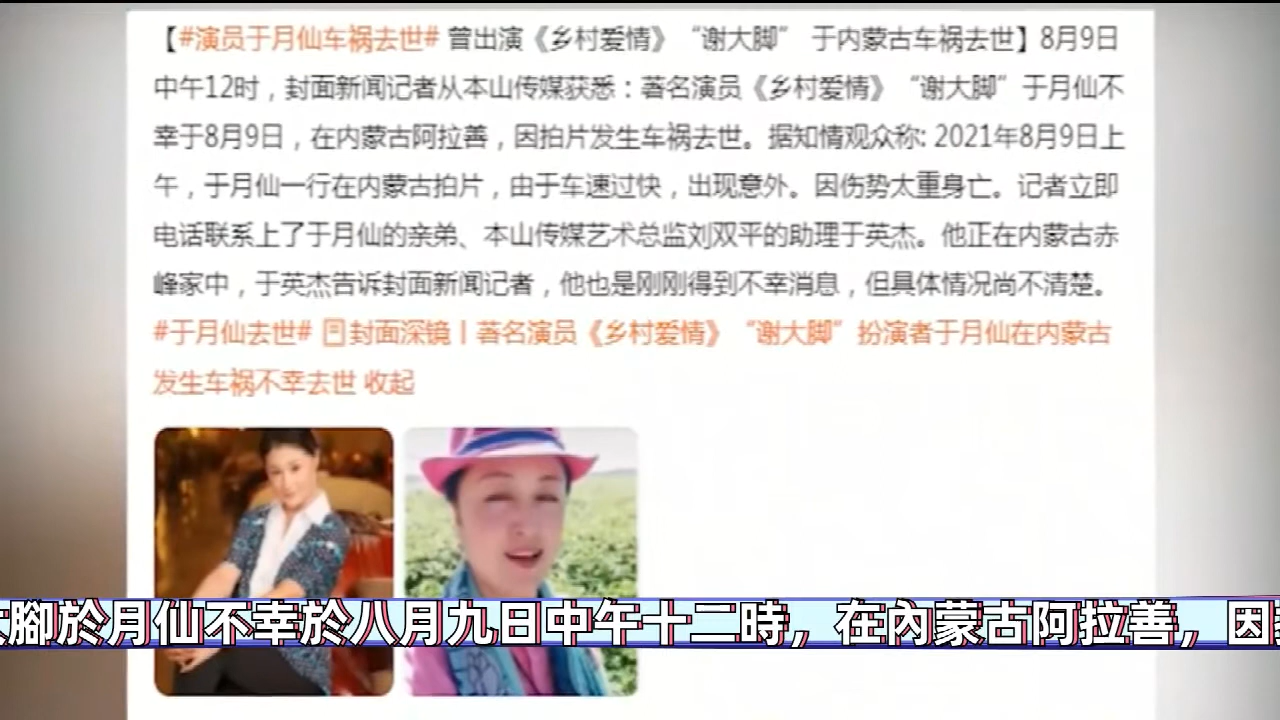 【#演员于月仙车祸去世# 曾出演《乡村爱情》“谢大脚” 于内蒙古车祸去世】8月9日
中午12时，封面新闻记者从本山传媒获悉：著名演员《乡村爱情》“谢大脚”于月仙不
幸于8月9日，在内蒙古阿拉善，因拍片发生车祸去世。据知情观众称: 2021年8月9日上
午，于月仙一行在内蒙古拍片，由于车速过快，出现意外。因伤势太重身亡。记者立即
电话联系上了于月仙的亲弟、本山传媒艺术总监刘双平的助理于英杰。他正在内蒙古赤
峰家中，于英杰告诉封面新闻记者，他也是刚刚得到不幸消息，但具体情况尚不清楚。
#于月仙去世# 封面深镜丨著名演员《乡村爱情》“谢大脚”扮演者于月仙在内蒙古
发生车祸不幸去世 收起
腳於月仙不幸於八月九日中午十二時，在內蒙古阿拉善，因